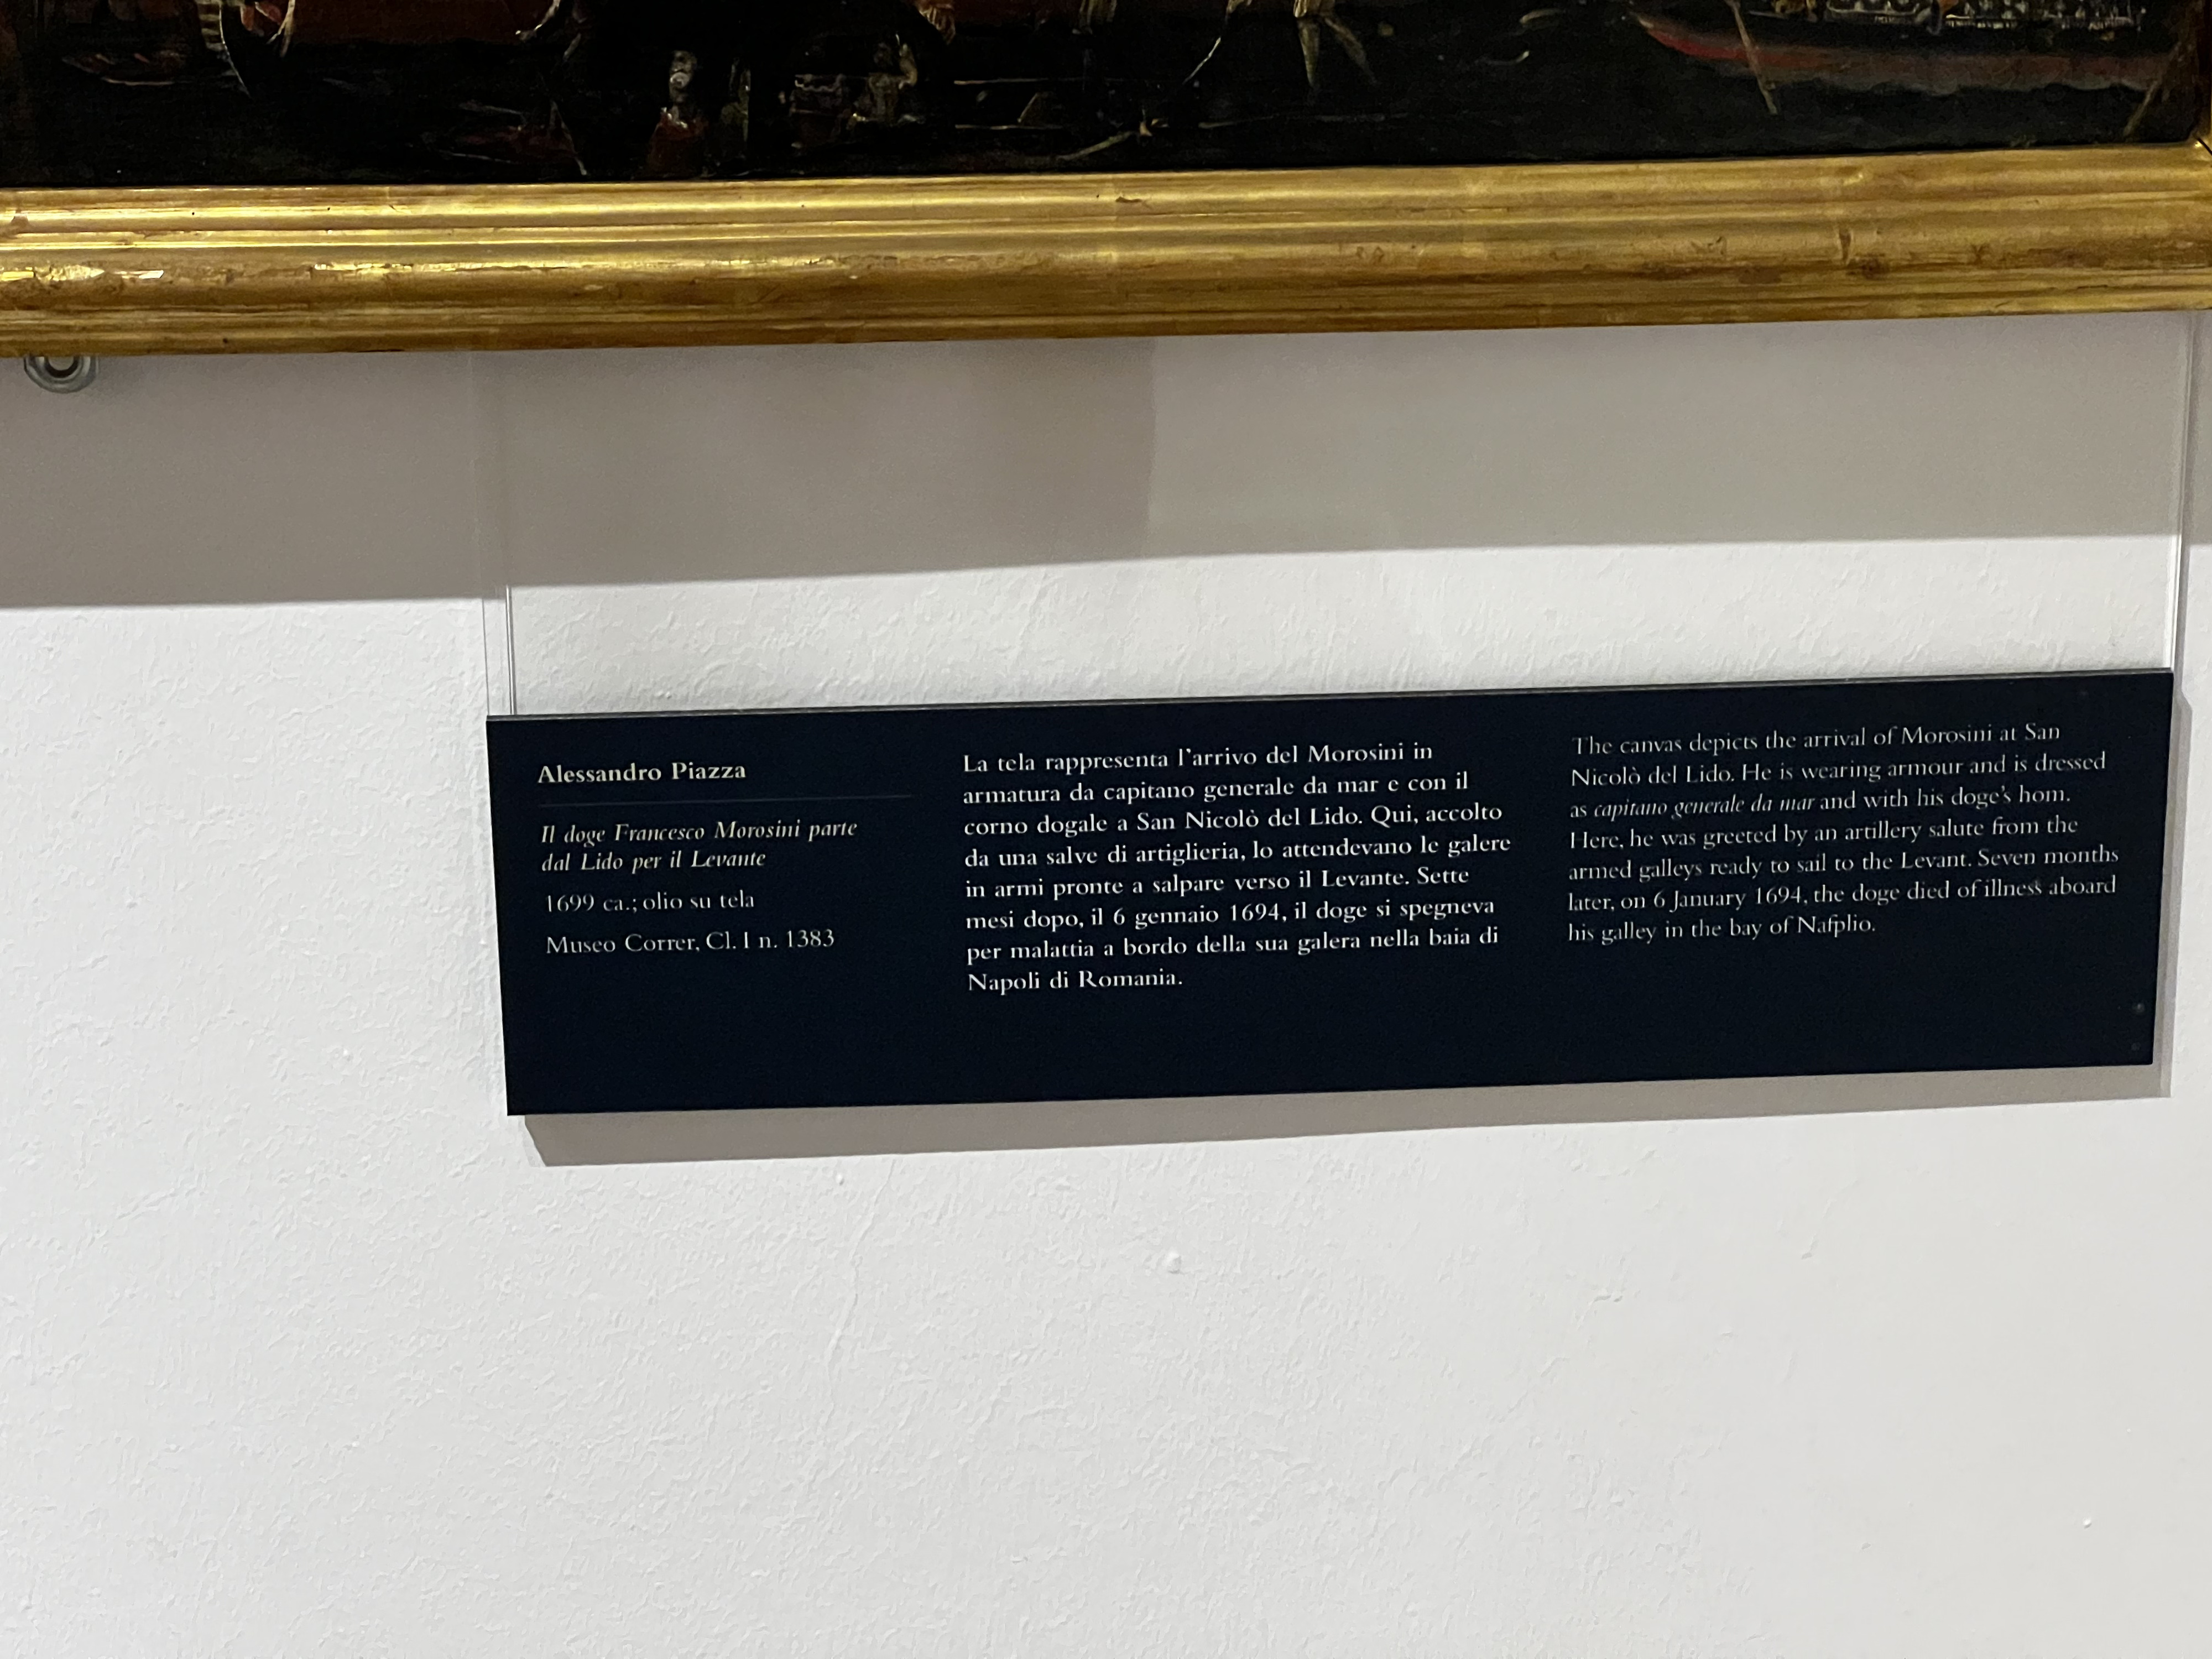 Alessandro Piazza
Il doge Francesco Morosini parte
dal Lido per il Levante
1699 ca.; olio su tela
Museo Correr, Cl. I n. 1383
La tela rappresenta l'arrivo del Morosini in
armatura da capitano generale da mar e con il
corno dogale a San Nicolò del Lido. Qui, accolto
da una salve di artiglieria, lo attendevano le galere
in armi pronte a salpare verso il Levante. Sette
mesi dopo, il 6 gennaio 1694, il doge si spegneva
per malattia a bordo della sua galera nella baia di
Napoli di Romania.
The canvas depicts the arrival of Morosini at San
Nicolò del Lido. He is wearing armour and is dressed
as capitano generale da mar and with his doge's horn.
Here, he was greeted by an artillery salute from the
armed galleys ready to sail to the Levant. Seven months
later, on 6 January 1694, the doge died of illness aboard
his galley in the bay of Nafplio.